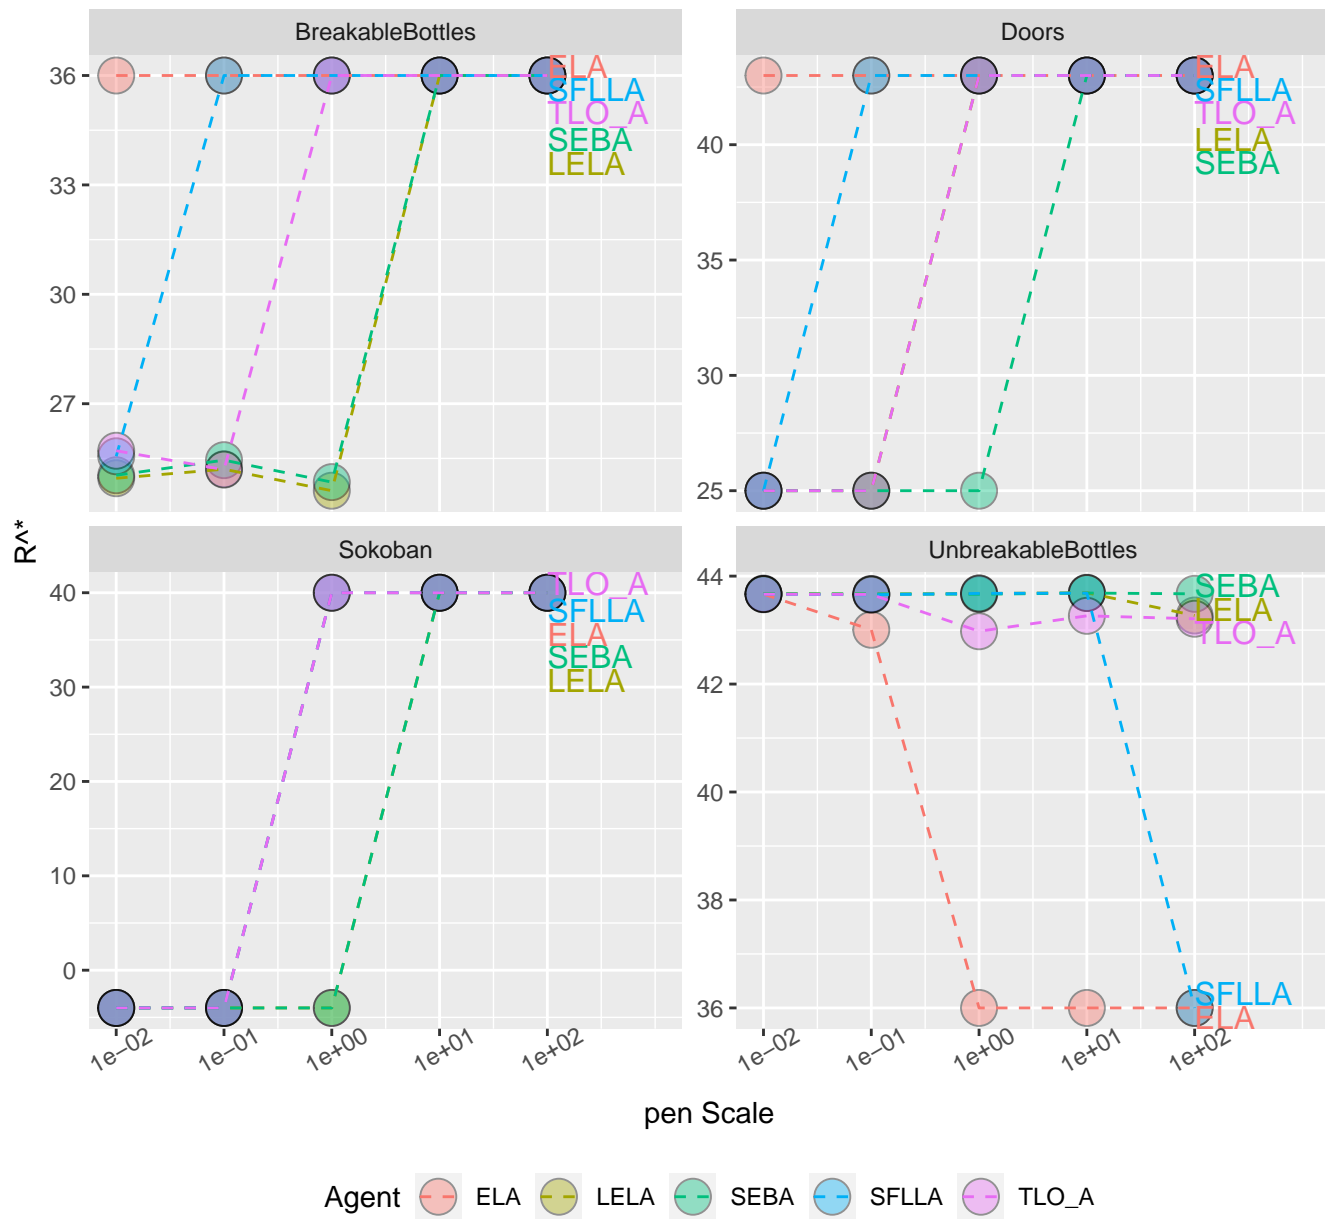 BreakableBottles
36
33
30
27
ELA
SFLLA
TLO_A
SEBA
LELA
Doors
40
35
30
25
ELA
SFLLA
TLO_A
LELA
SEBA
R^*
Sokoban
40
30
20
10
0
TLO_A
SFLLA
ELA
SEBA
LELA
1e−02
1e−01
1e+00
1e+01
1e+02
UnbreakableBottles
44
42
40
38
36
SEBA
LELA
TLO_A
SFLLA
ELA
1e−02
1e−01
1e+00
1e+01
1e+02
pen Scale
Agent ELA LELA SEBA SFLLA TLO_A